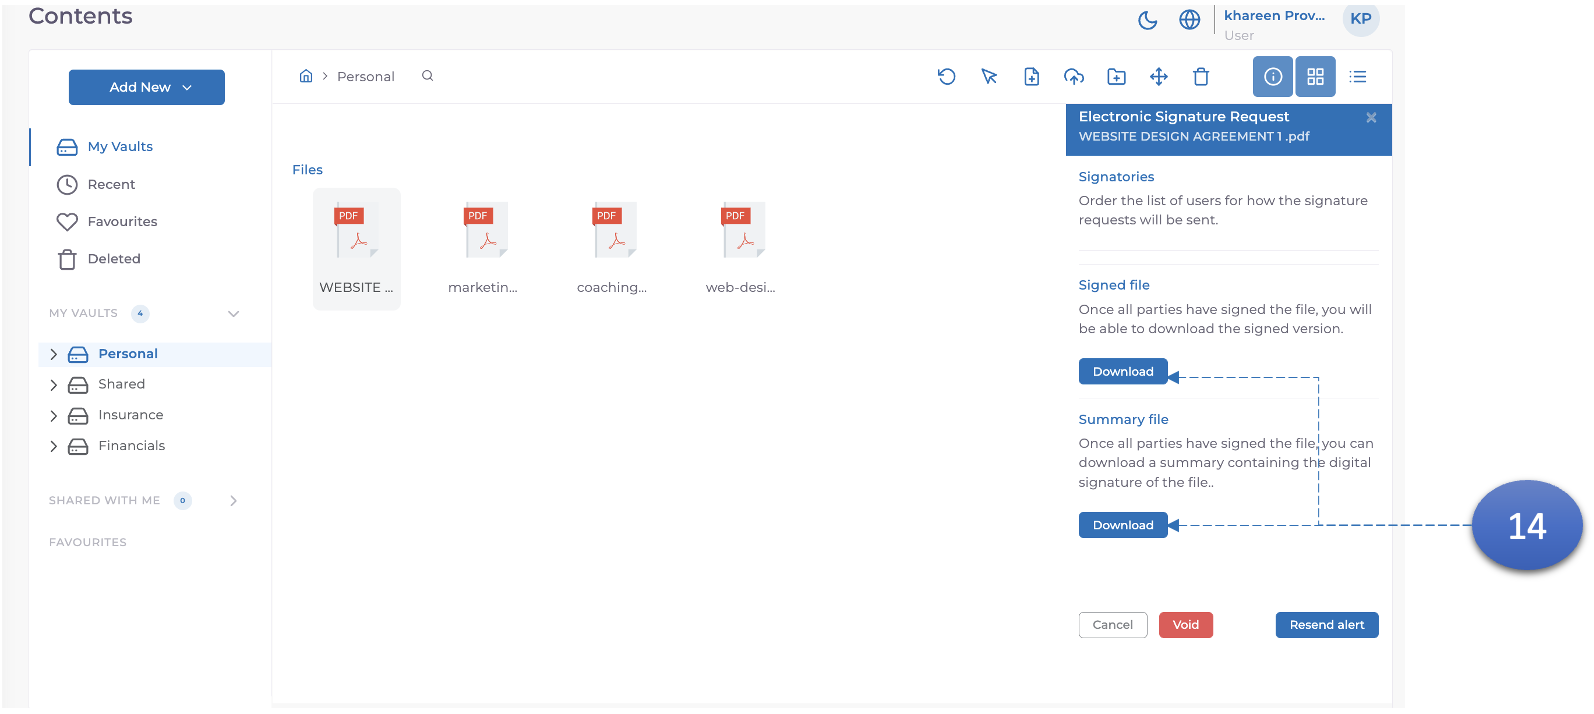 Contents
khareen Prov...
User
KP
Add New
Personal
My Vaults
Recent
Favourites
Deleted
MY VAULTS 4
Personal
Shared
Insurance
Financials
SHARED WITH ME 0
FAVOURITES
Files
PDF
WEBSITE ...
PDF
marketin...
PDF
coaching...
PDF
web-desi...
Electronic Signature Request
WEBSITE DESIGN AGREEMENT 1 .pdf
Signatories
Order the list of users for how the signature
requests will be sent.
Signed file
Once all parties have signed the file, you will
be able to download the signed version.
Download
Summary file
Once all parties have signed the file, you can
download a summary containing the digital
signature of the file..
Download
Cancel
Void
Resend alert
14